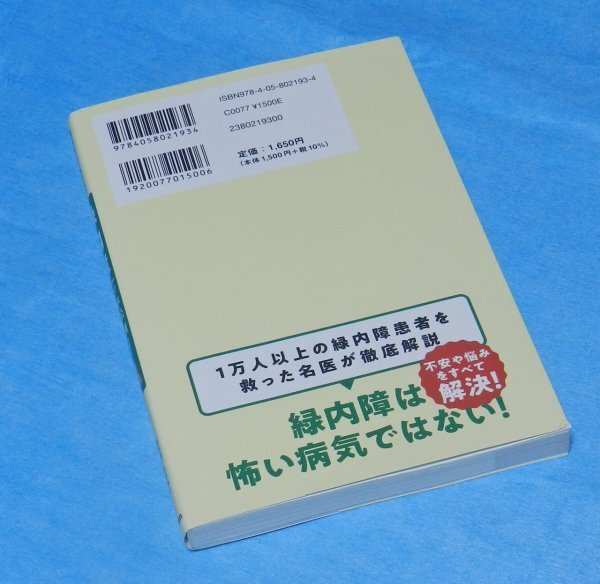 ISBN978-4-05-802193-4
C0077 ¥1500E
2380219300
定価：1,650円
（本体1,500円+税10%）
9784058021934
1920077015006
1万人以上の緑内障患者を
救った名医が徹底解説
不安や悩み
をすべて
解決！
緑内障は
怖い病気ではない！